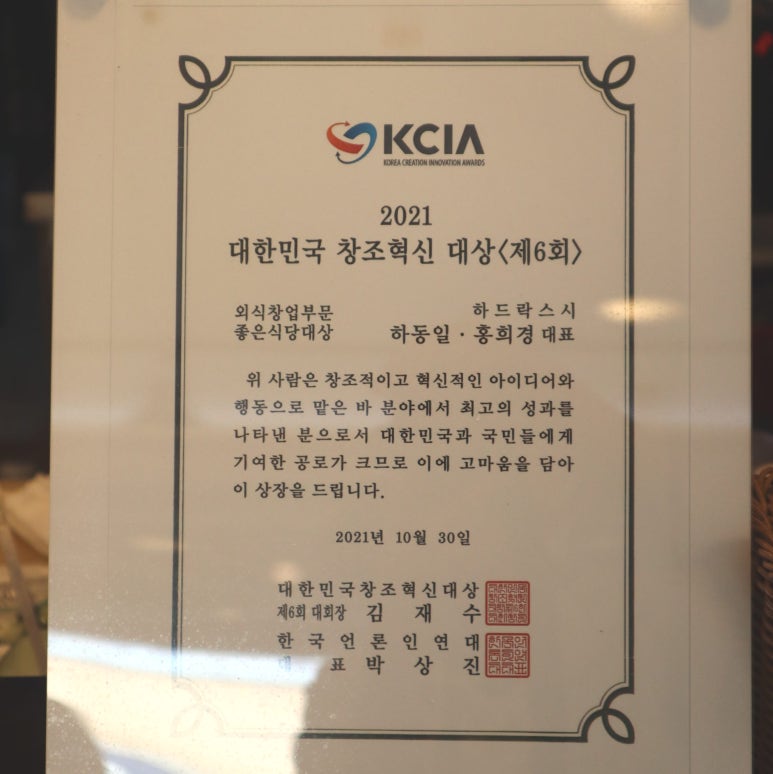 KCIA
KOREA CREATION INNOVATION AWARDS
2021
대한민국 창조혁신 대상<제6회>
외식창업부문 하드락스시
좋은식당대상 하동일 · 홍희경 대표
위 사람은 창조적이고 혁신적인 아이디어와
행동으로 맡은 바 분야에서 최고의 성과를
나타낸 분으로서 대한민국과 국민들에게
기여한 공로가 크므로 이에 고마움을 담아
이 상장을 드립니다.
2021년 10월 30일
대한민국창조혁신대상
제6회 대회장 김재수
한국언론인연대
대표 박상진